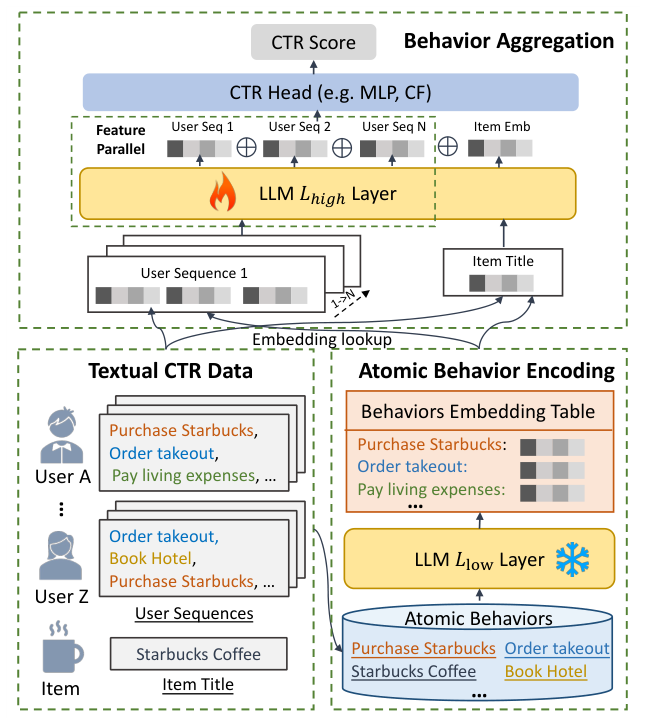 Behavior Aggregation
CTR Score
CTR Head (e.g. MLP, CF)
Feature
Parallel
User Seq 1
User Seq 2
User Seq N
Item Emb
LLM L_high Layer
User Sequence 1
1->N
Item Title
Embedding lookup
Textual CTR Data
User A
Purchase Starbucks,
Order takeout,
Pay living expenses, ...
...
User Z
Order takeout,
Book Hotel,
Purchase Starbucks, ...
User Sequences
Item
Starbucks Coffee
Item Title
Atomic Behavior Encoding
Behaviors Embedding Table
Purchase Starbucks:
Order takeout:
Pay living expenses:
...
LLM L_low Layer
Atomic Behaviors
Purchase Starbucks Order takeout
Starbucks Coffee Book Hotel
...